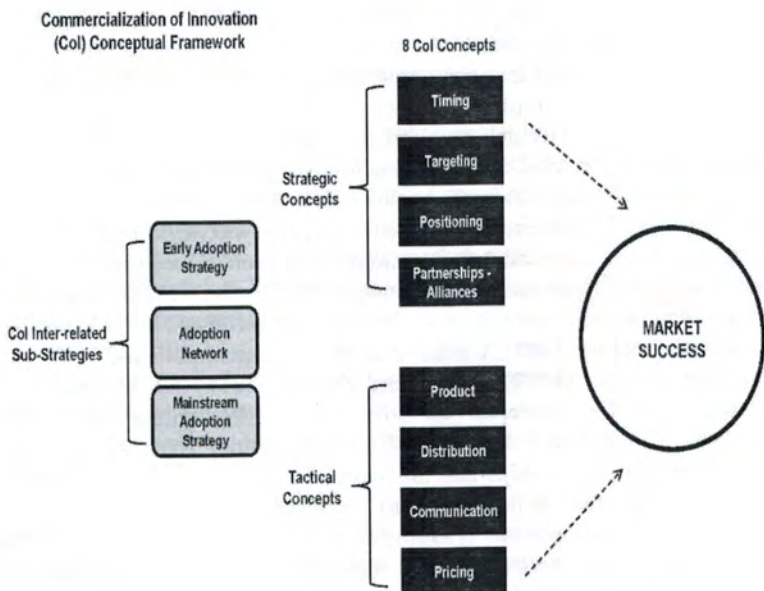 Commercialization of Innovation
(CoI) Conceptual Framework
8 CoI Concepts
CoI Inter-related
Sub-Strategies
Early Adoption
Strategy
Adoption
Network
Mainstream
Adoption
Strategy
Strategic
Concepts
Timing
Targeting
Positioning
Partnerships -
Alliances
Tactical
Concepts
Product
Distribution
Communication
Pricing
MARKET
SUCCESS